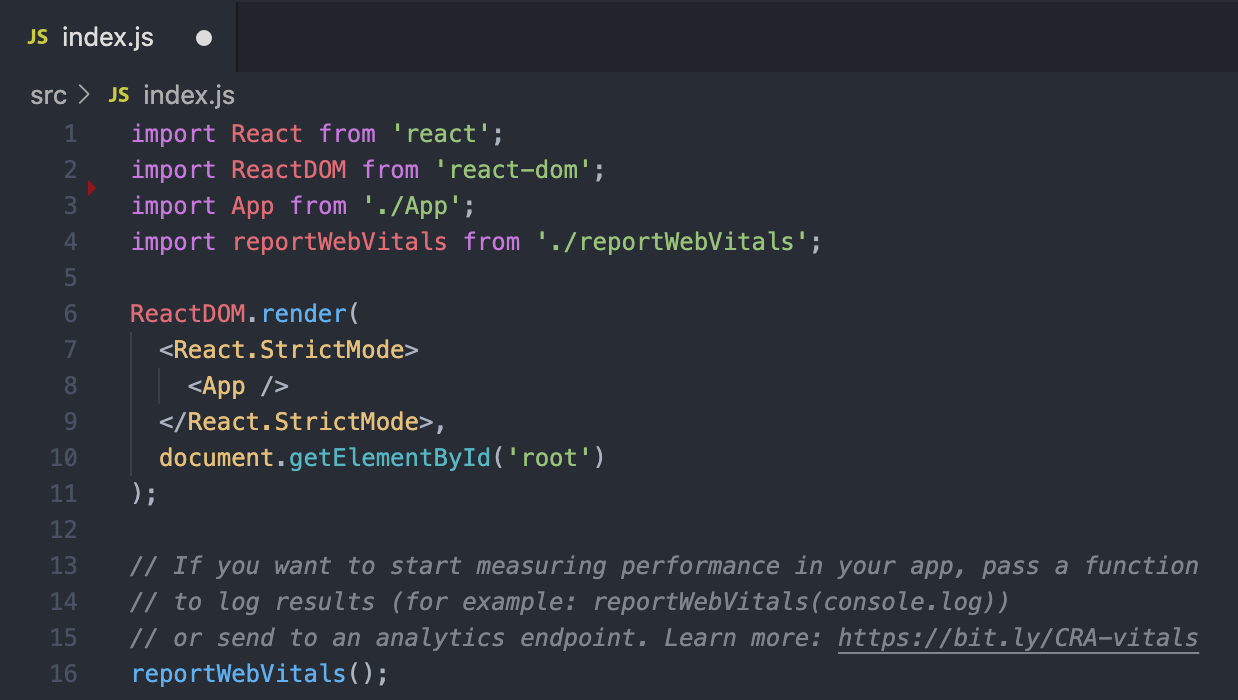 JS index.js
src > JS index.js
1 import React from 'react';
2 import ReactDOM from 'react-dom';
3 import App from './App';
4 import reportWebVitals from './reportWebVitals';
5
6 ReactDOM.render(
7   <React.StrictMode>
8     <App />
9   </React.StrictMode>,
10   document.getElementById('root')
11 );
12
13 // If you want to start measuring performance in your app, pass a function
14 // to log results (for example: reportWebVitals(console.log))
15 // or send to an analytics endpoint. Learn more: https://bit.ly/CRA-vitals
16 reportWebVitals();